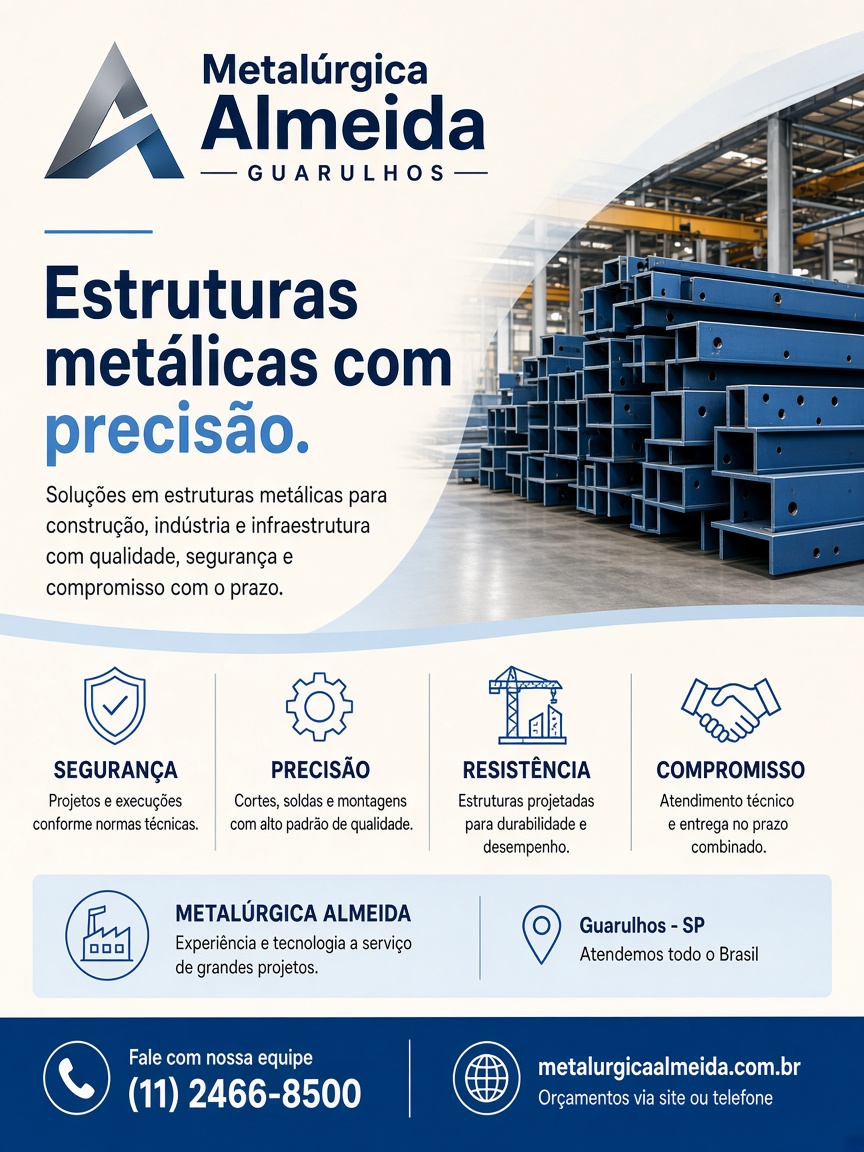 Metalúrgica
Almeida
GUARULHOS
Estruturas
metálicas com
precisão.
Soluções em estruturas metálicas para
construção, indústria e infraestrutura
com qualidade, segurança e
compromisso com o prazo.
SEGURANÇA
Projetos e execuções
conforme normas técnicas.
PRECISÃO
Cortes, soldas e montagens
com alto padrão de qualidade.
RESISTÊNCIA
Estruturas projetadas
para durabilidade e
desempenho.
COMPROMISSO
Atendimento técnico
e entrega no prazo
combinado.
METALÚRGICA ALMEIDA
Experiência e tecnologia a serviço
de grandes projetos.
Guarulhos - SP
Atendemos todo o Brasil
Fale com nossa equipe
(11) 2466-8500
metalurgicaalmeida.com.br
Orçamentos via site ou telefone